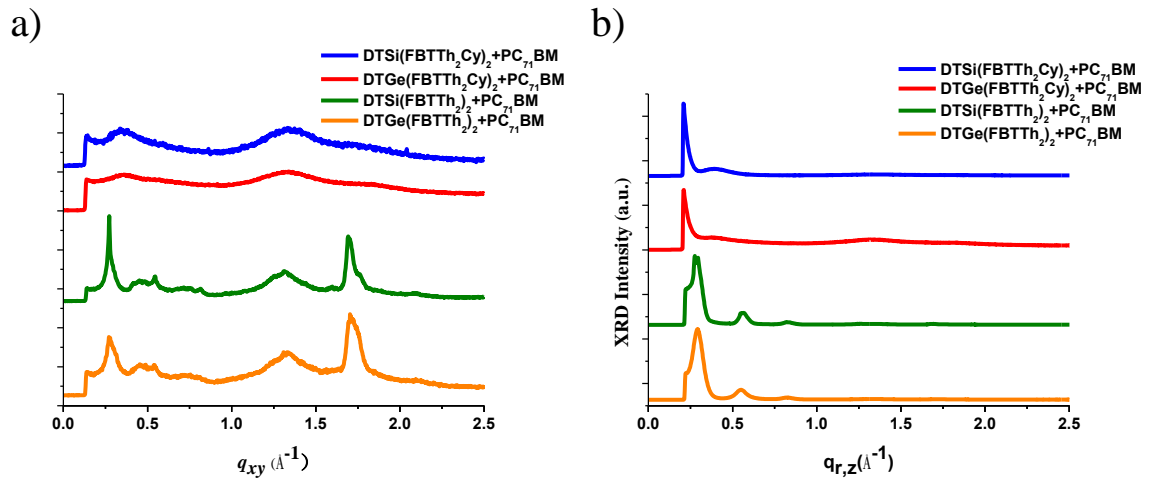 a)
DTSi(FBTTh₂Cy)₂+PC₇₁BM
DTGe(FBTTh₂Cy)₂+PC₇₁BM
DTSi(FBTTh₂)₂+PC₇₁BM
DTGe(FBTTh₂)₂+PC₇₁BM
0.0 0.5 1.0 1.5 2.0 2.5
q_xy (Å⁻¹)
b)
DTSi(FBTTh₂Cy)₂+PC₇₁BM
DTGe(FBTTh₂Cy)₂+PC₇₁BM
DTSi(FBTTh₂)₂+PC₇₁BM
DTGe(FBTTh₂)₂+PC₇₁BM
XRD Intensity (a.u.)
0.0 0.5 1.0 1.5 2.0 2.5
q_r,z(Å⁻¹)